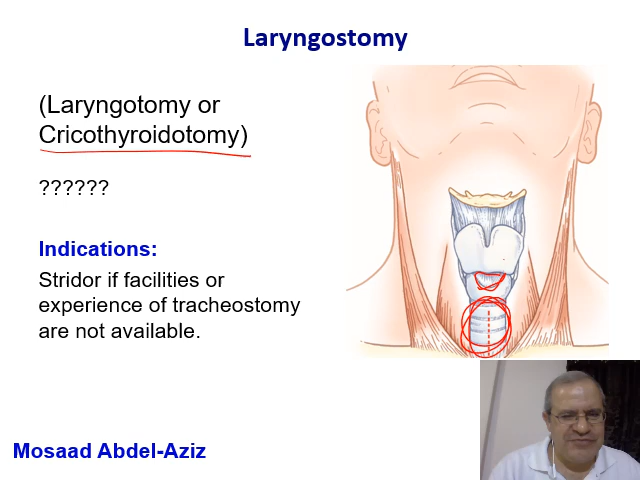 Laryngostomy
(Laryngotomy or
Cricothyroidotomy)
??????
Indications:
Stridor if facilities or
experience of tracheostomy
are not available.
Mosaad Abdel-Aziz